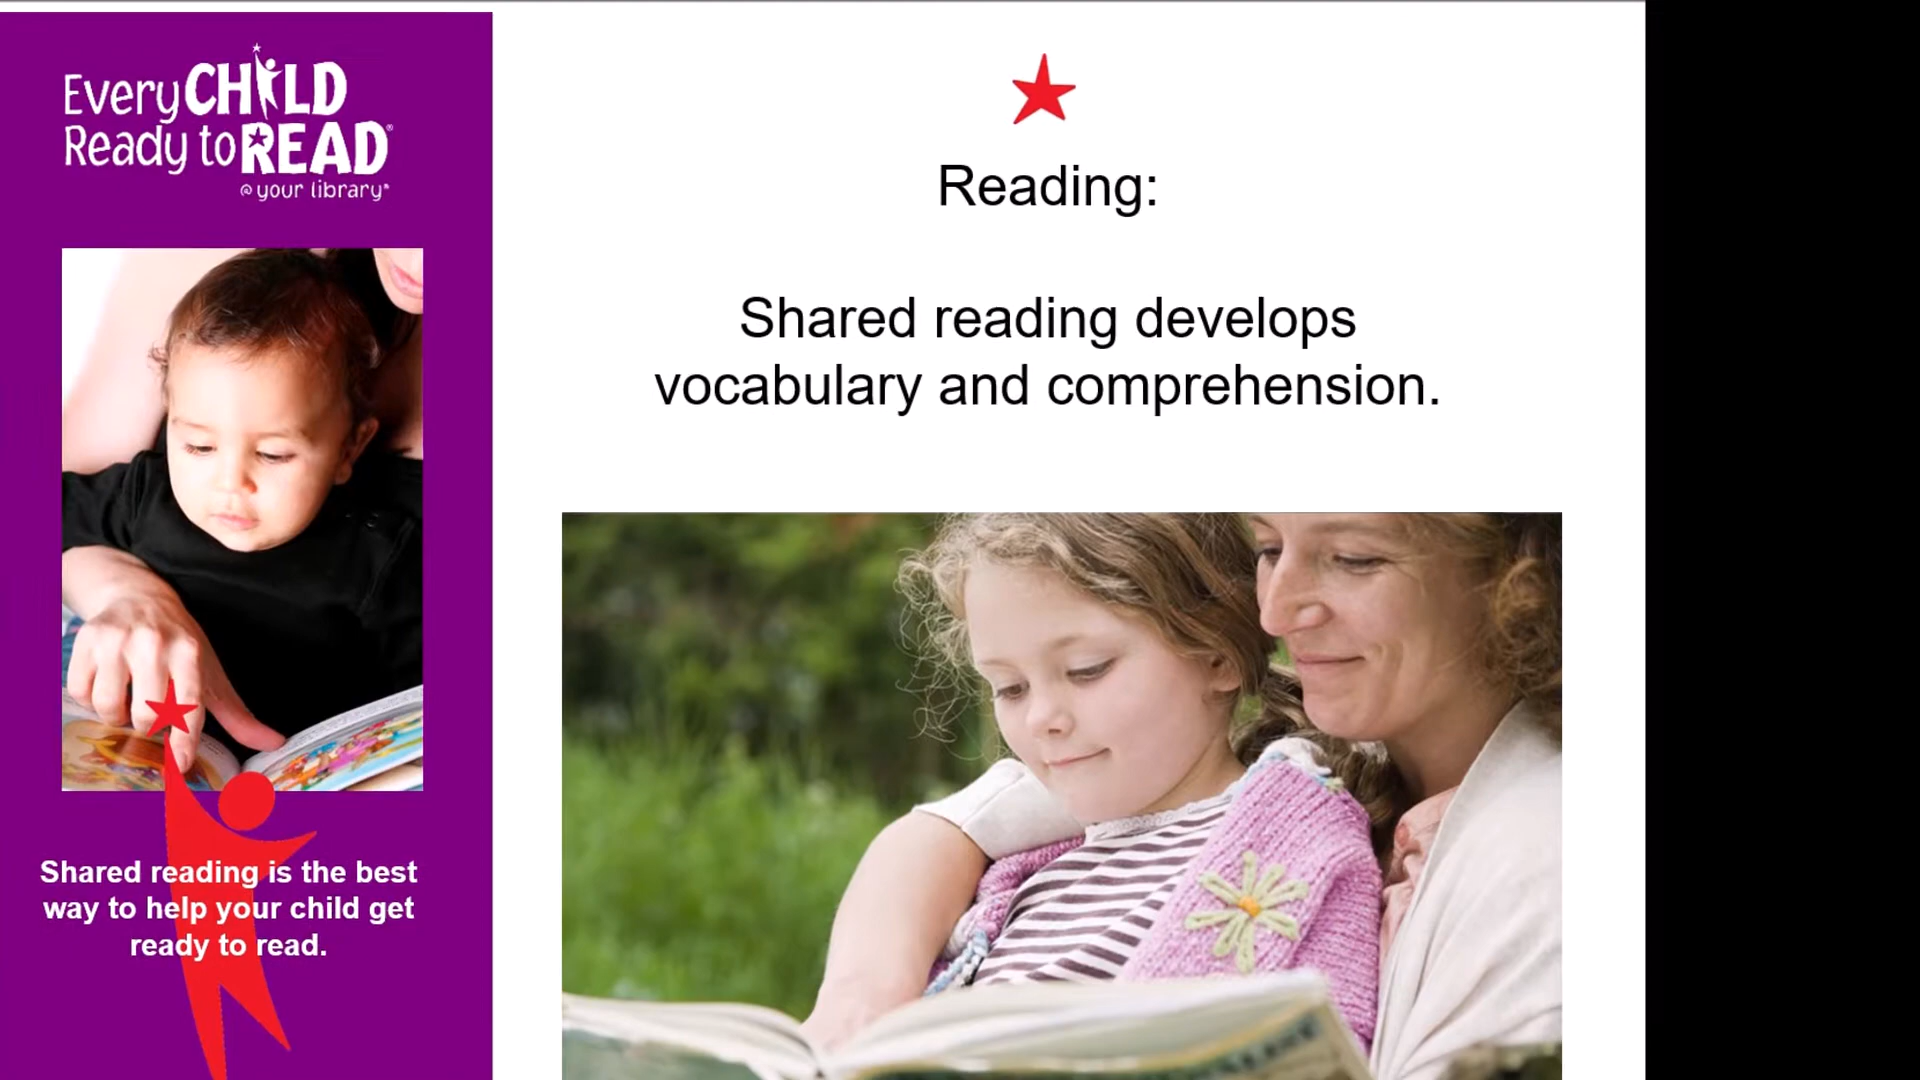 Every CHILD
Ready to READ®
@ your library®
Shared reading is the best
way to help your child get
ready to read.
Reading:
Shared reading develops
vocabulary and comprehension.